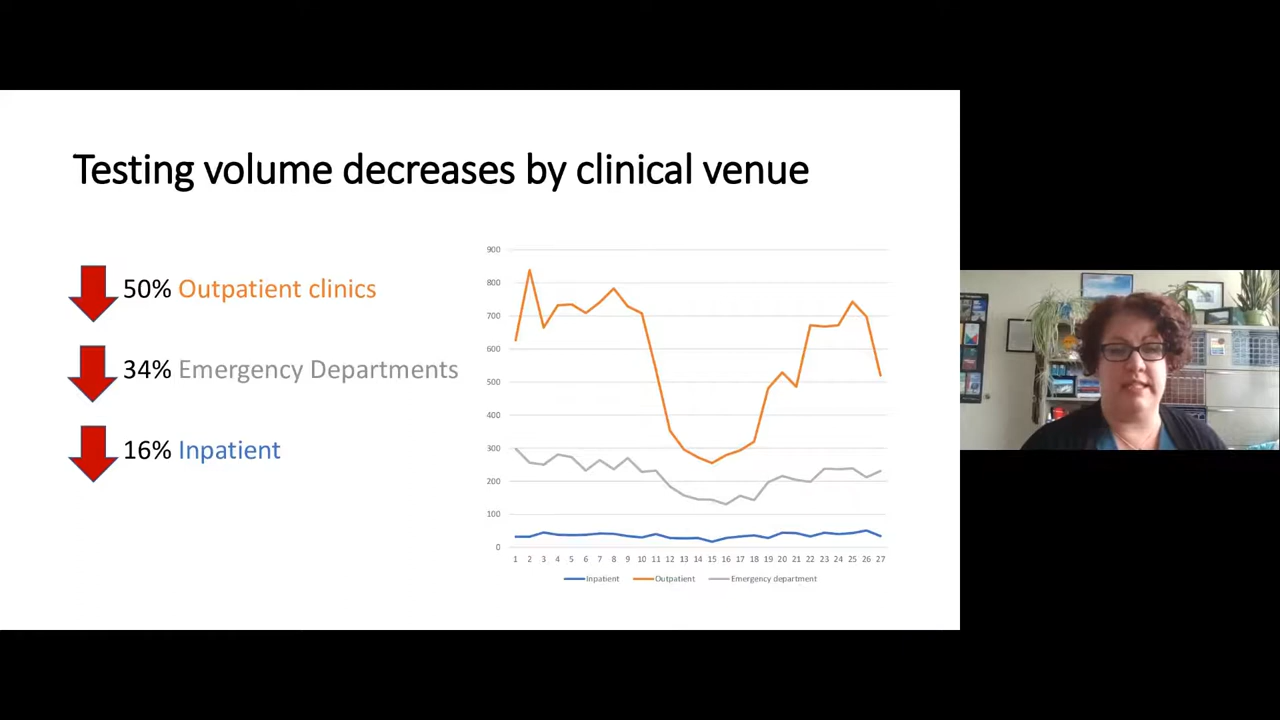 Testing volume decreases by clinical venue
50% Outpatient clinics
34% Emergency Departments
16% Inpatient
900
800
700
600
500
400
300
200
100
0
1 2 3 4 5 6 7 8 9 10 11 12 13 14 15 16 17 18 19 20 21 22 23 24 25 26 27
Inpatient Outpatient Emergency department